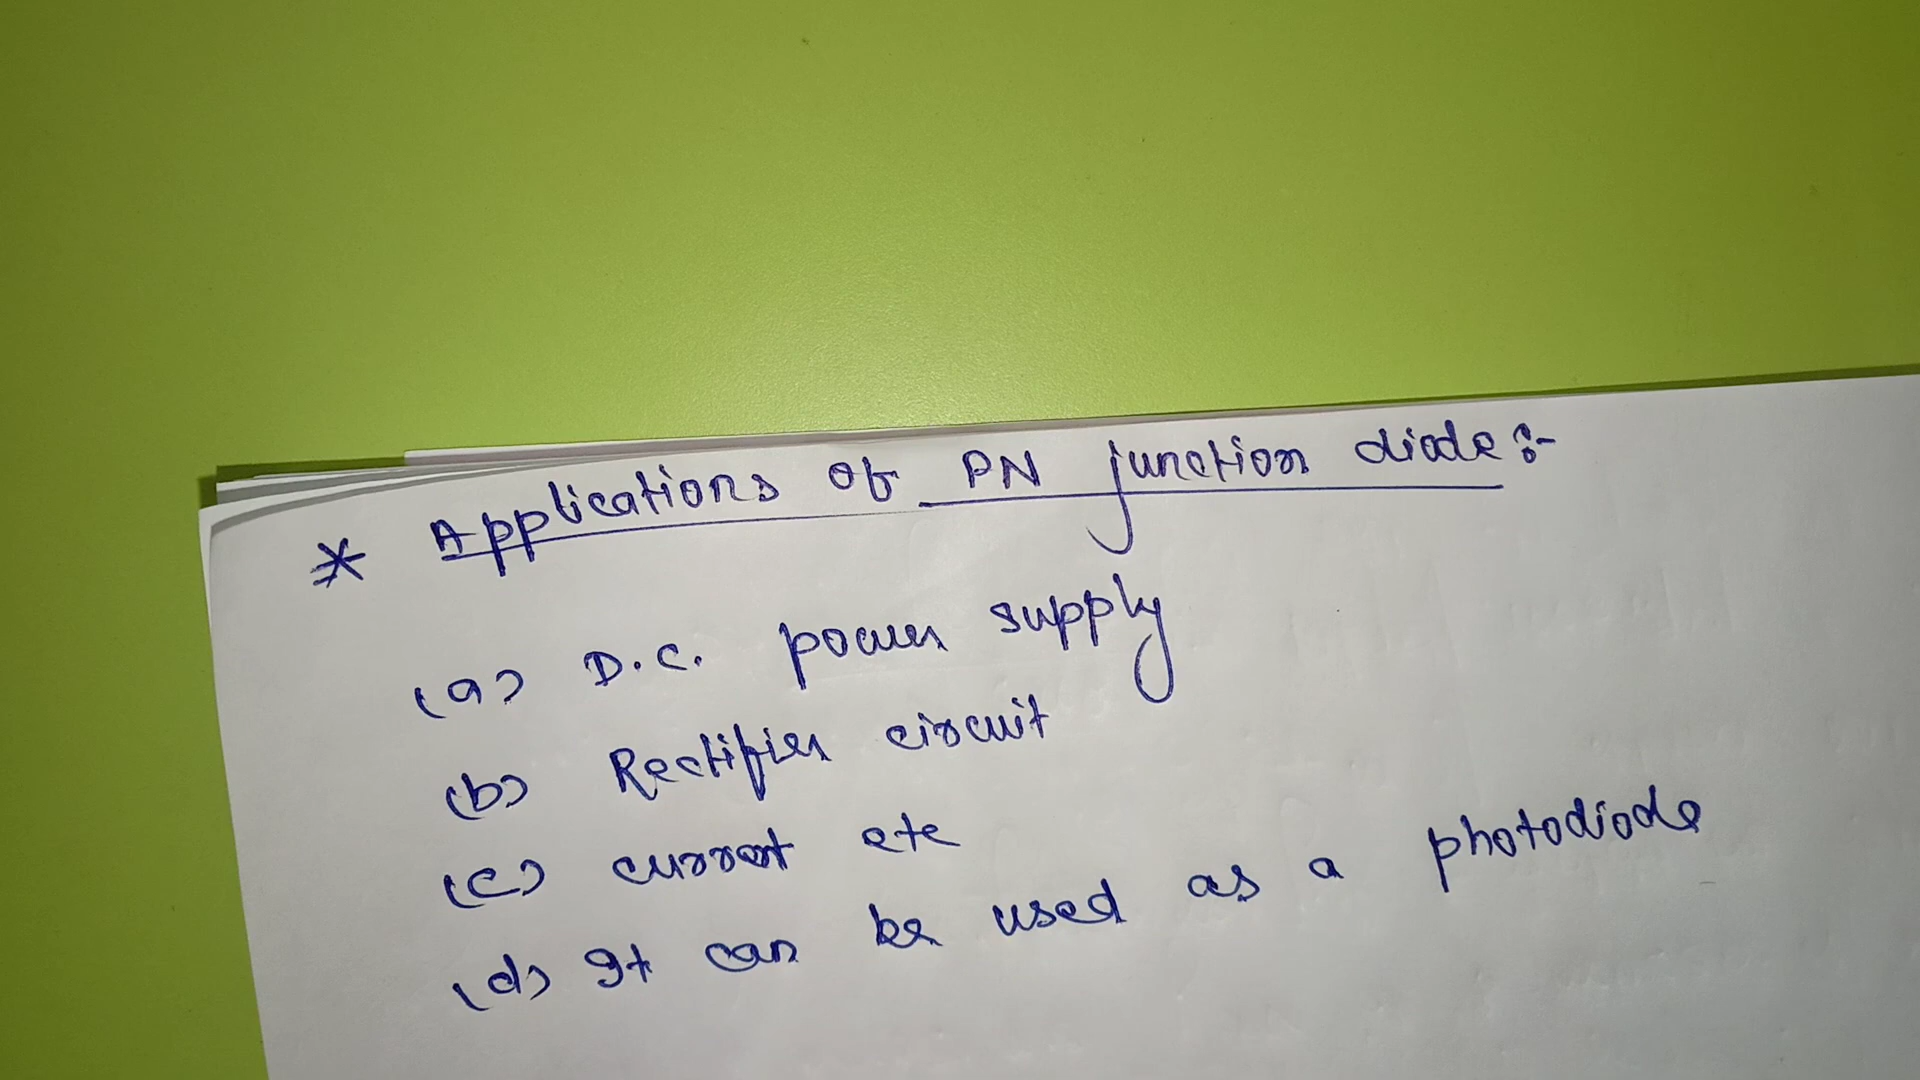 * Applications of PN junction diode:-
(a) D.C. power supply
(b) Rectifier circuit
(c) current etc
(d) It can be used as a photodiode